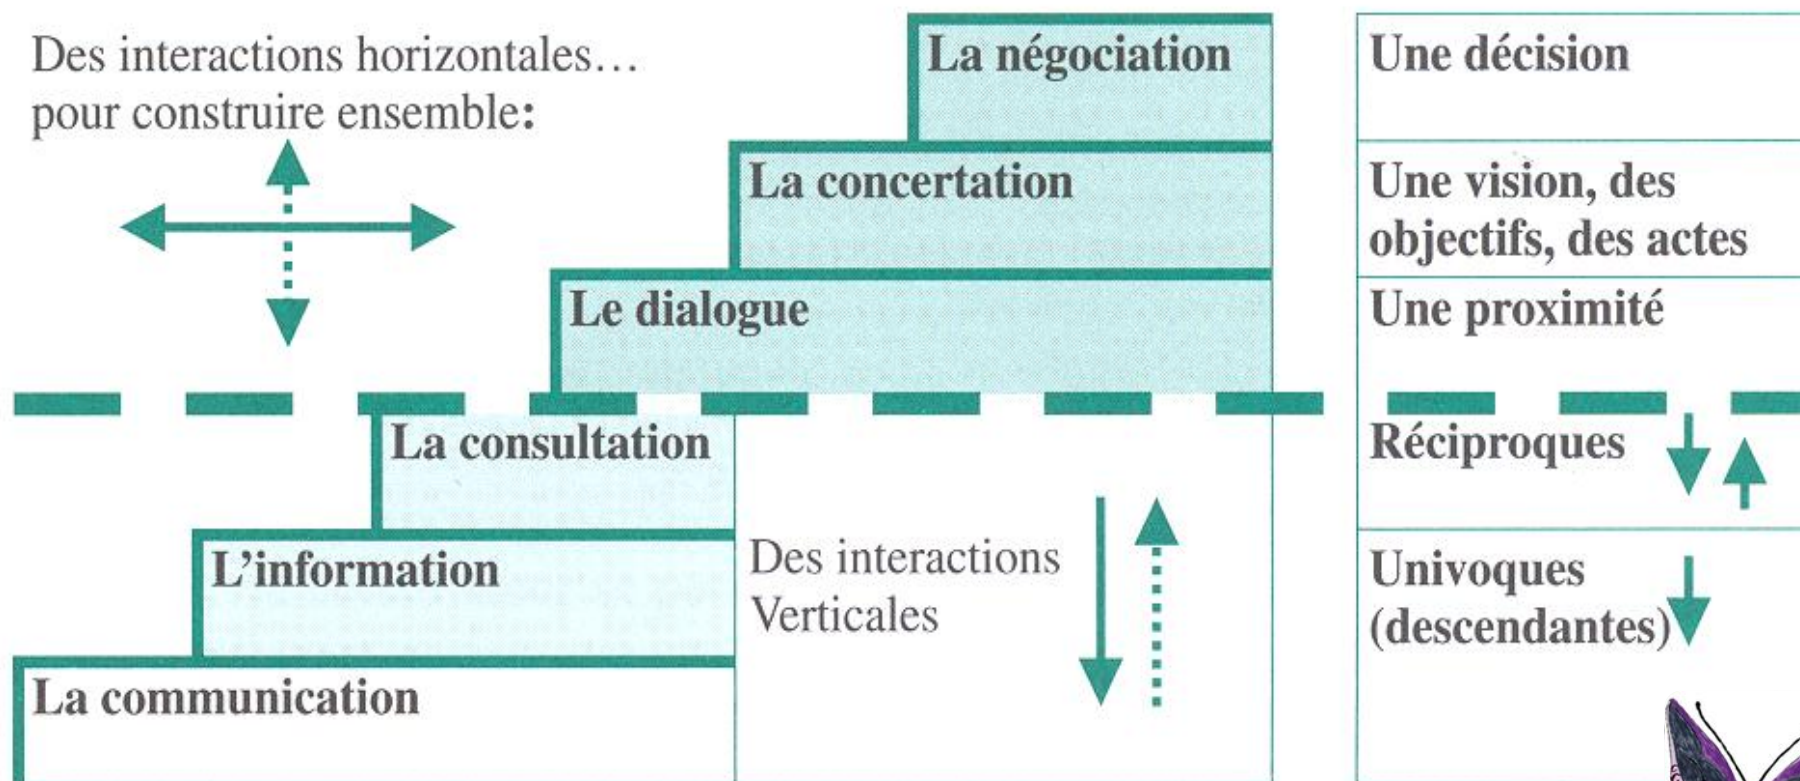 Des interactions horizontales…
pour construire ensemble:
La négociation
Une décision
La concertation
Une vision, des
objectifs, des actes
Le dialogue
Une proximité
La consultation
Réciproques
L’information
Des interactions
Verticales
Univoques
(descendantes)
La communication